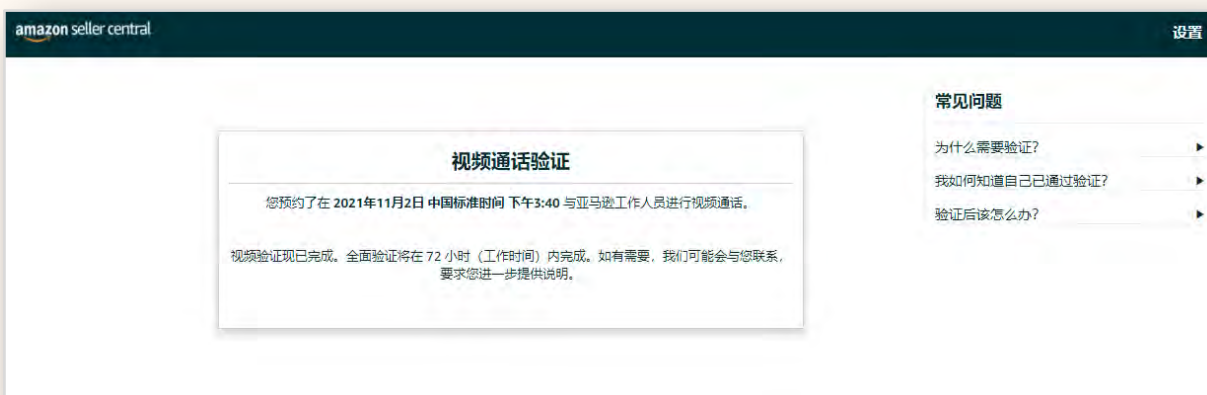 amazon seller central
设置
视频通话验证
您预约了在 2021年11月2日 中国标准时间 下午3:40 与亚马逊工作人员进行视频通话。
视频验证现已完成。全面验证将在 72 小时（工作时间）内完成。如有需要，我们可能会与您联系，
要求您进一步提供说明。
常见问题
为什么需要验证？
我如何知道自己已通过验证？
验证后该怎么办？